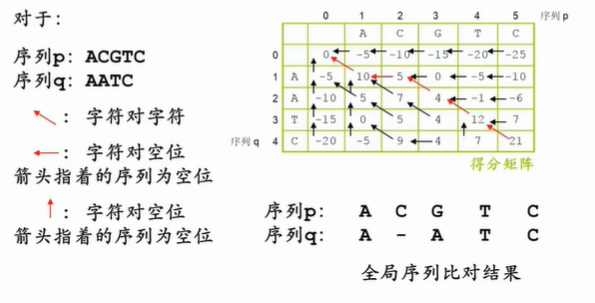 对于:
序列p: ACGTC
序列q: AATC
: 字符对字符
: 字符对空位
箭头指着的序列为空位
: 字符对空位
箭头指着的序列为空位
0 1 2 3 4 5 序列 p
A C G T C
0 0 -5 -10 -15 -20 -25
1 A -5 10 5 0 -5 -10
2 A -10 5 7 4 -1 -6
3 T -15 0 5 4 12 7
序列 q 4 C -20 -5 9 4 7 21
得分矩阵
序列p: A C G T C
序列q: A - A T C
全局序列比对结果